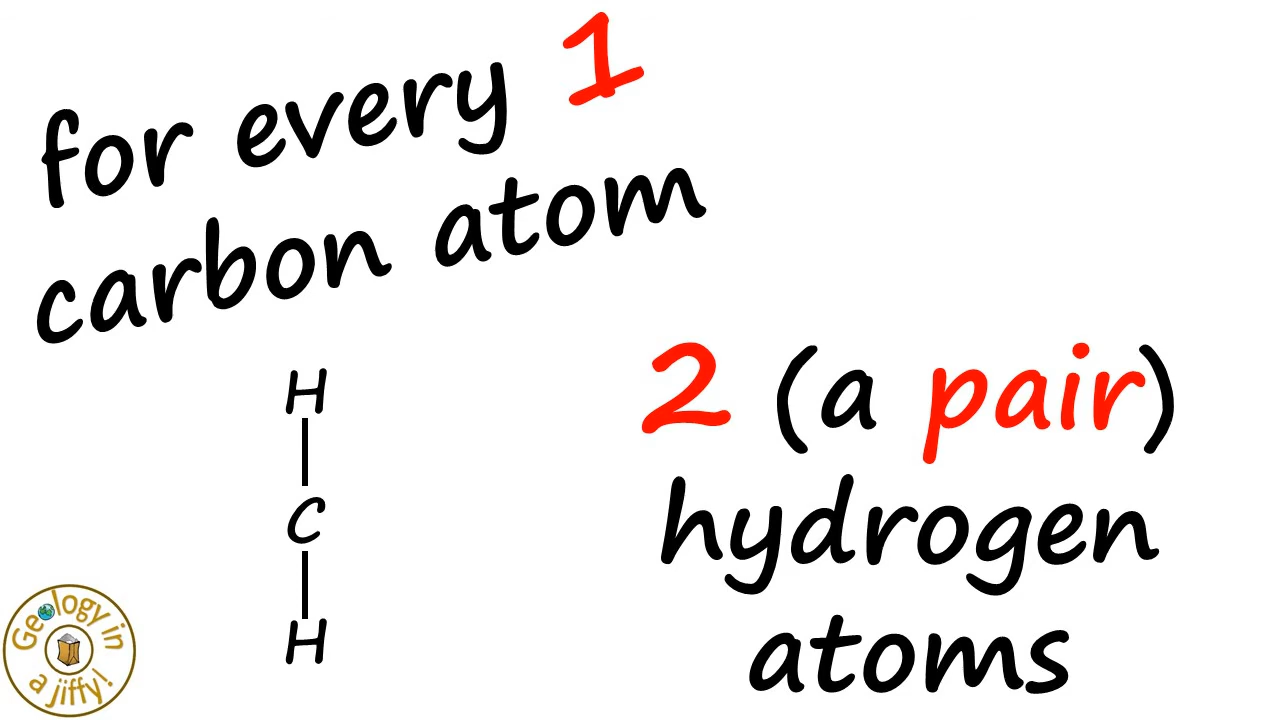 for every 1
carbon atom
H
C
H
2 (a pair)
hydrogen
atoms
Geology in
a jiffy!